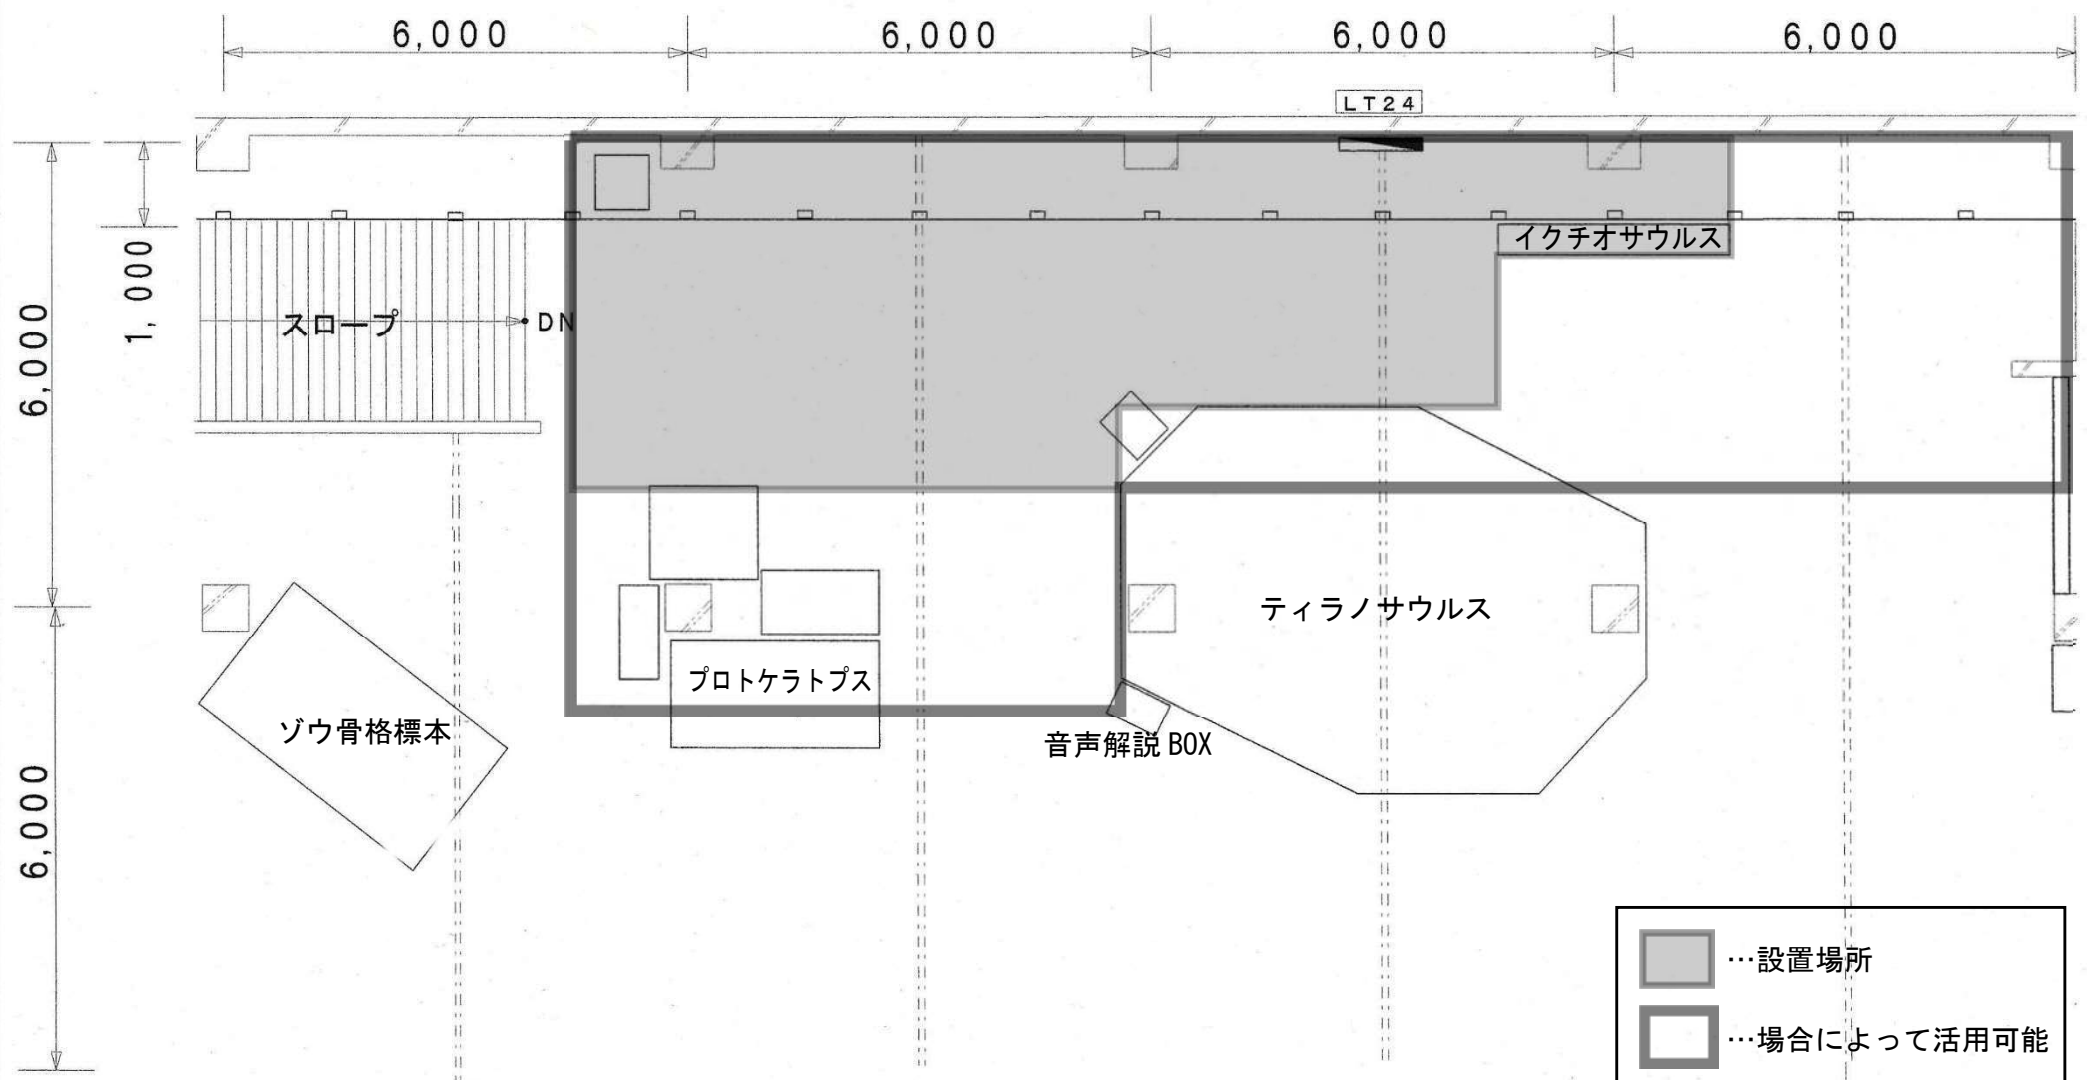 6,000
6,000
6,000
6,000
LT24
イクチオサウルス
1,000
6,000
スロープ
DN
ティラノサウルス
プロトケラトプス
ゾウ骨格標本
音声解説BOX
6,000
…設置場所
…場合によって活用可能